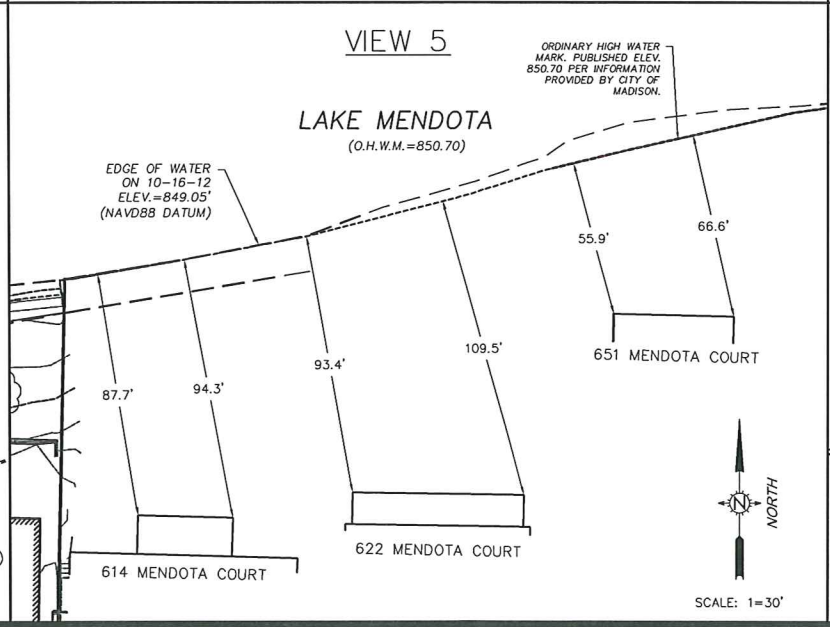 VIEW 5
ORDINARY HIGH WATER
MARK. PUBLISHED ELEV.
850.70 PER INFORMATION
PROVIDED BY CITY OF
MADISON.
LAKE MENDOTA
(O.H.W.M.=850.70)
EDGE OF WATER
ON 10-16-12
ELEV.=849.05'
(NAVD88 DATUM)
55.9'
66.6'
87.7'
94.3'
93.4'
109.5'
651 MENDOTA COURT
622 MENDOTA COURT
614 MENDOTA COURT
N
NORTH
SCALE: 1=30'